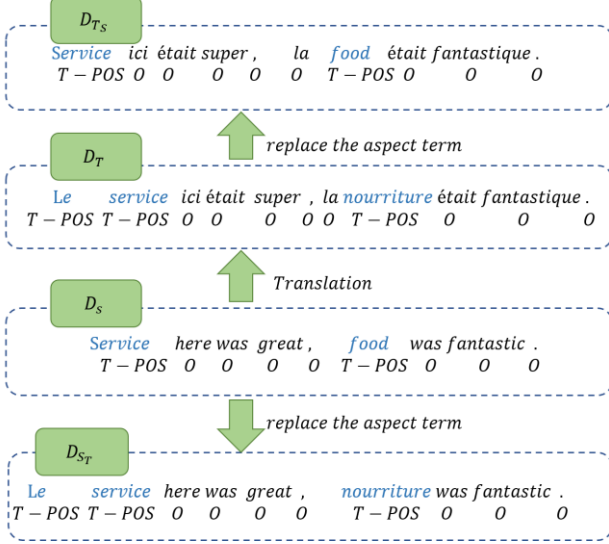 D_{T_S}
Service ici était super , la food était fantastique .
T − POS O O O O O T − POS O O O
replace the aspect term
D_T
Le service ici était super , la nourriture était fantastique .
T − POS T − POS O O O O O T − POS O O O
Translation
D_s
Service here was great , food was fantastic .
T − POS O O O O T − POS O O O
replace the aspect term
D_{S_T}
Le service here was great , nourriture was fantastic .
T − POS T − POS O O O O T − POS O O O